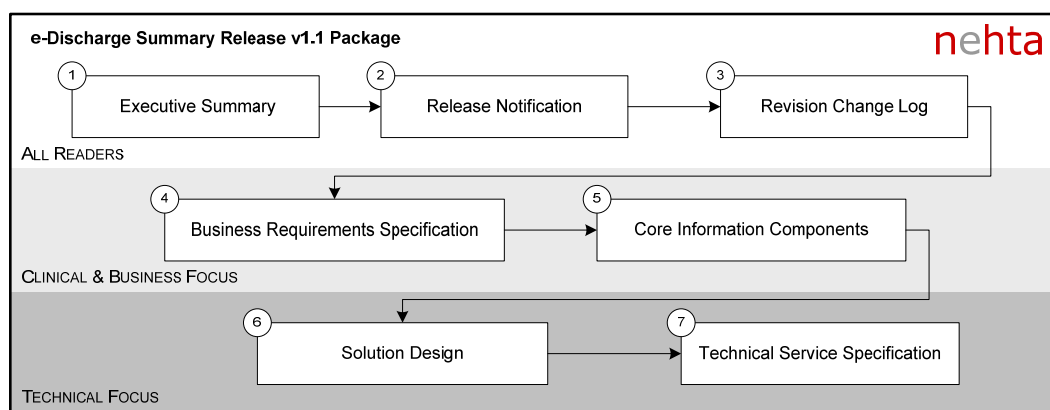 e-Discharge Summary Release v1.1 Package
nehta
1
Executive Summary
2
Release Notification
3
Revision Change Log
ALL READERS
4
Business Requirements Specification
5
Core Information Components
CLINICAL & BUSINESS FOCUS
6
Solution Design
7
Technical Service Specification
TECHNICAL FOCUS